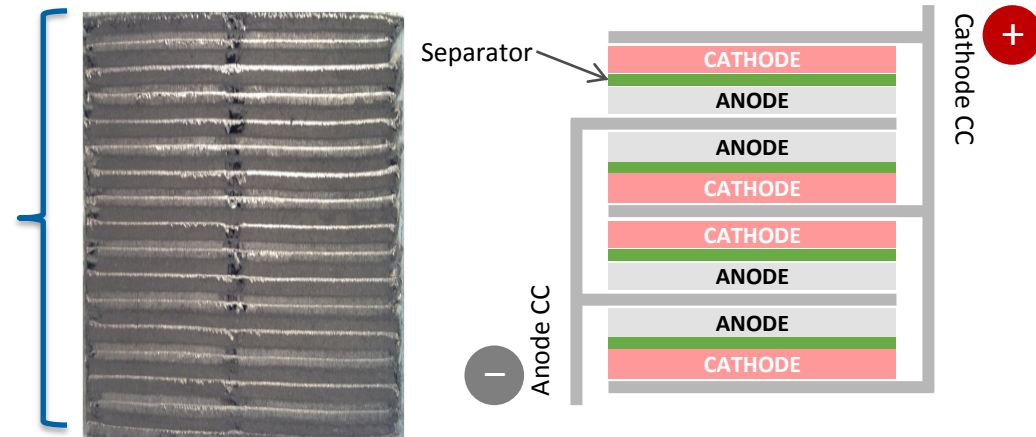 Separator
CATHODE
ANODE
ANODE
CATHODE
CATHODE
ANODE
ANODE
CATHODE
Cathode CC
+
Anode CC
−